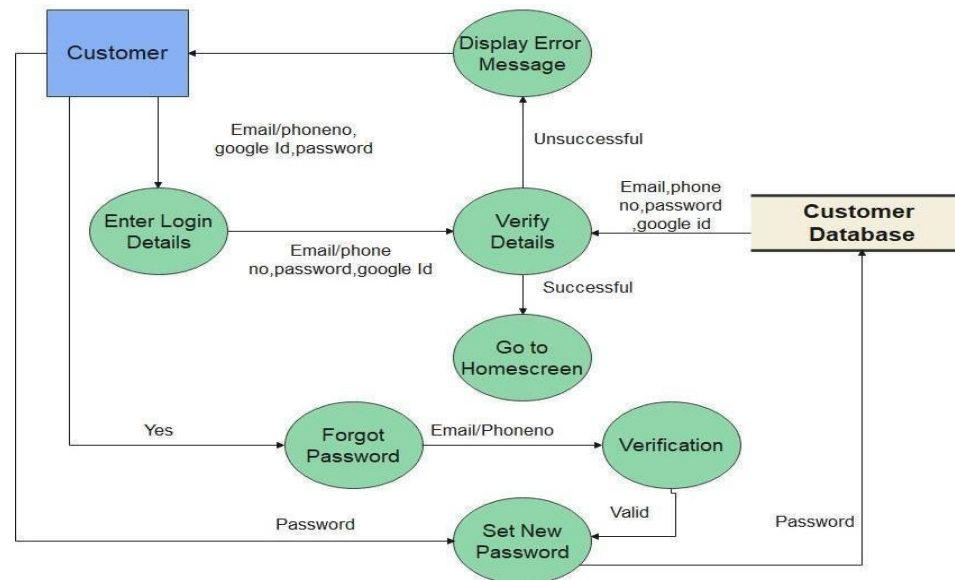 Customer
Display Error
Message
Email/phoneno,
google Id,password
Unsuccessful
Enter Login
Details
Email/phone
no,password,google Id
Verify
Details
Email,phone
no,password
,google id
Customer
Database
Successful
Go to
Homescreen
Yes
Forgot
Password
Email/Phoneno
Verification
Valid
Password
Set New
Password
Password